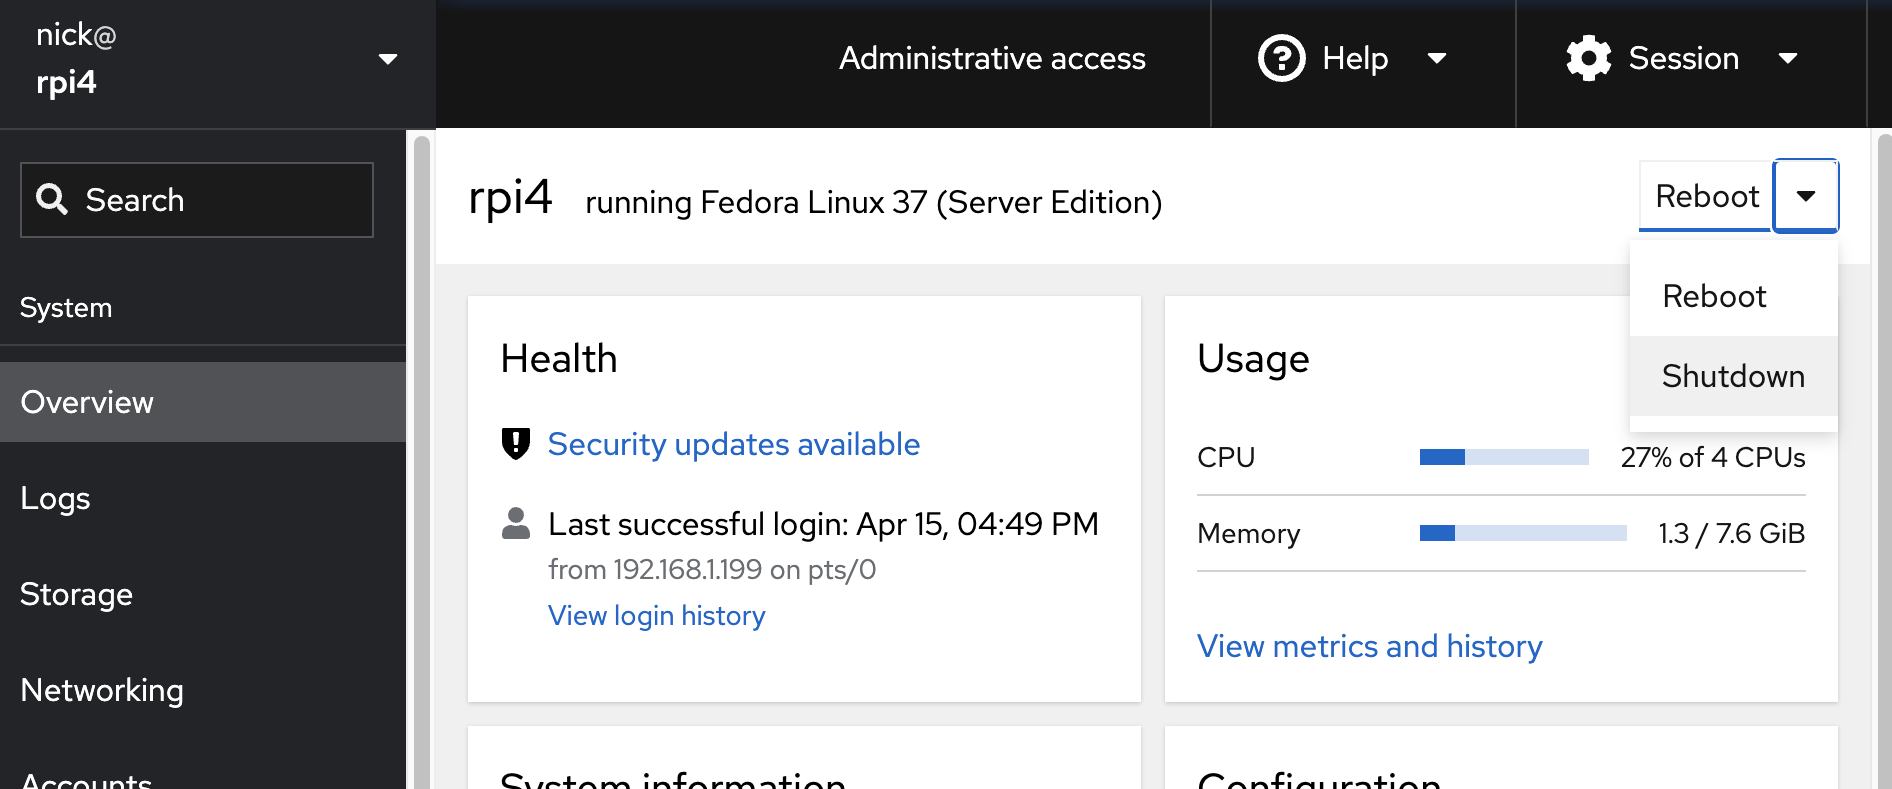 nick@
rpi4
Administrative access
Help
Session
Search
System
Overview
Logs
Storage
Networking
Accounts
rpi4 running Fedora Linux 37 (Server Edition)
Reboot
Reboot
Shutdown
Health
Security updates available
Last successful login: Apr 15, 04:49 PM
from 192.168.1.199 on pts/0
View login history
Usage
CPU 27% of 4 CPUs
Memory 1.3 / 7.6 GiB
View metrics and history
System information
Configuration